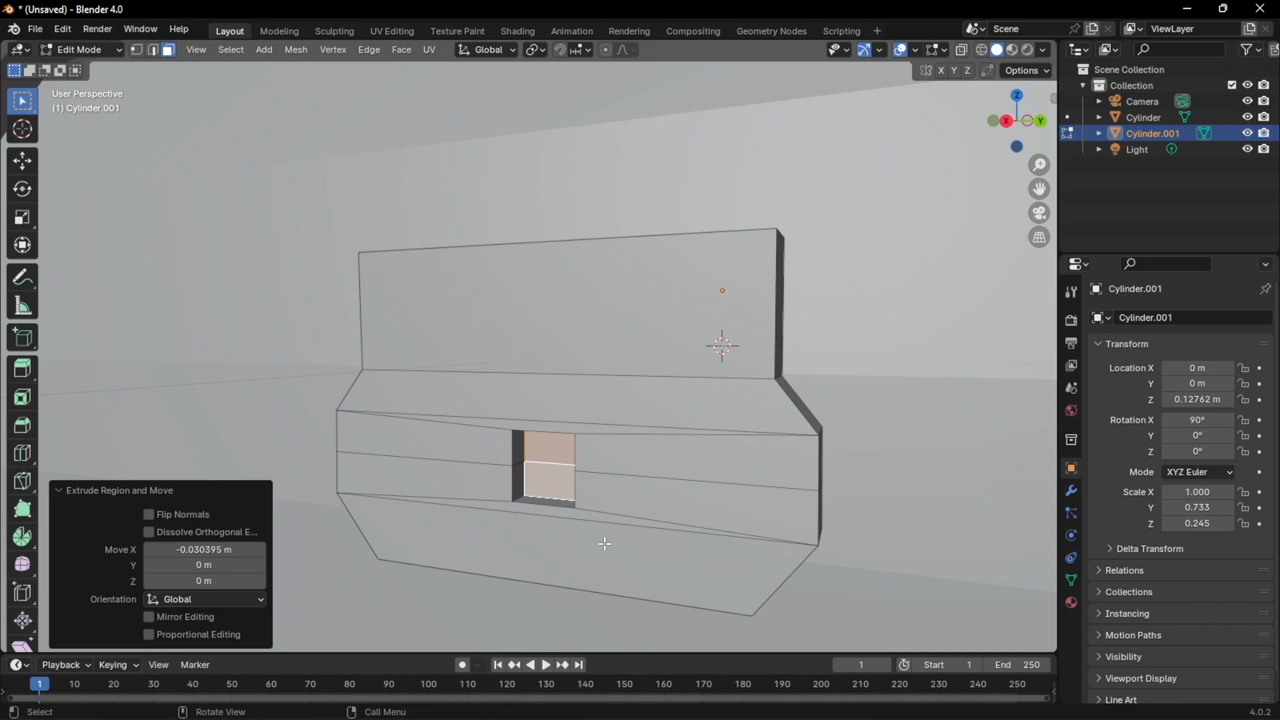 * (Unsaved) - Blender 4.0
File Edit Render Window Help Layout Modeling Sculpting UV Editing Texture Paint Shading Animation Rendering Compositing Geometry Nodes Scripting + Scene ViewLayer
Edit Mode View Select Add Mesh Vertex Edge Face UV Global
X Y Z Options
User Perspective
(1) Cylinder.001
Z
X Y
Scene Collection
Collection
Camera
Cylinder
Cylinder.001
Light
Cylinder.001
Cylinder.001
Transform
Location X 0 m
Y 0 m
Z 0.12762 m
Rotation X 90°
Y 0°
Z 0°
Mode XYZ Euler
Scale X 1.000
Y 0.733
Z 0.245
Delta Transform
Relations
Collections
Instancing
Motion Paths
Visibility
Viewport Display
Line Art
Extrude Region and Move
Flip Normals
Dissolve Orthogonal E...
Move X -0.030395 m
Y 0 m
Z 0 m
Orientation Global
Mirror Editing
Proportional Editing
Playback Keying View Marker 1 Start 1 End 250
1 10 20 30 40 50 60 70 80 90 100 110 120 130 140 150 160 170 180 190 200 210 220 230 240 250
Select Rotate View Call Menu 4.0.2